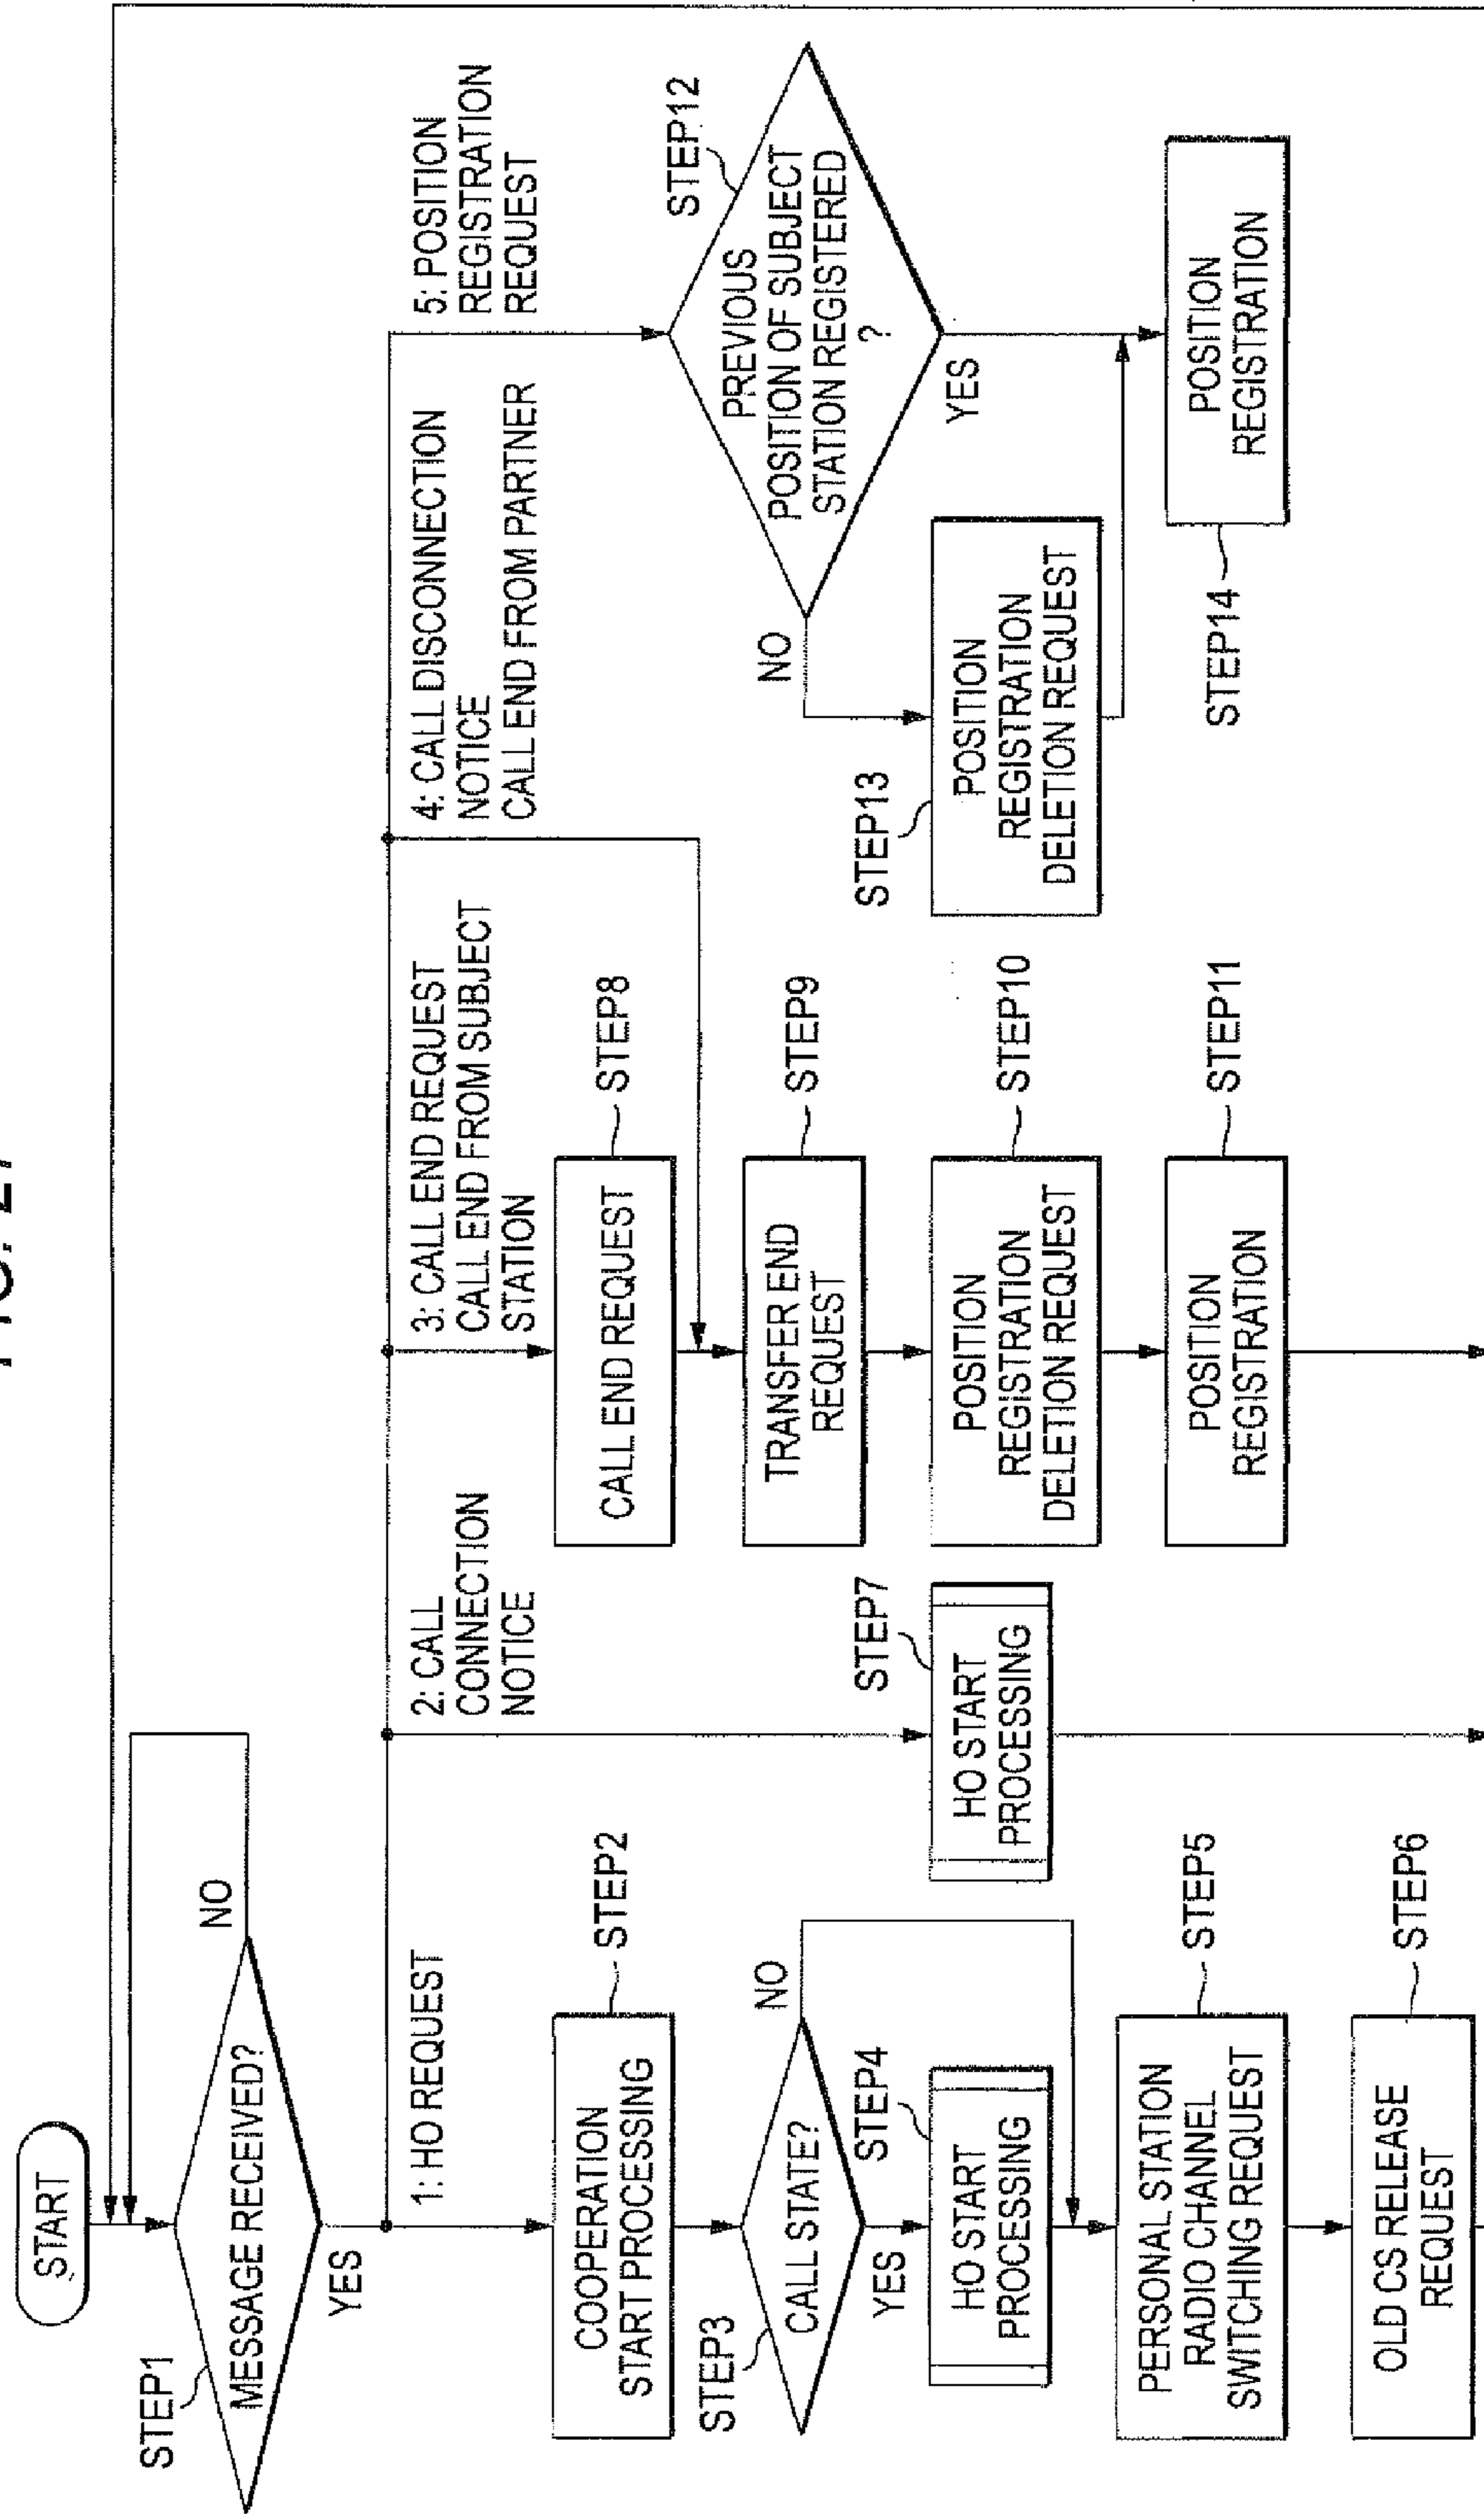 START
STEP1
MESSAGE RECEIVED?
NO
YES
1: HO REQUEST
COOPERATION
START PROCESSING
STEP2
STEP3
CALL STATE?
NO
YES
STEP4
HO START
PROCESSING
PERSONAL STATION
RADIO CHANNEL
SWITCHING REQUEST
STEP5
OLD CS RELEASE
REQUEST
STEP6
2: CALL
CONNECTION
NOTICE
STEP7
HO START
PROCESSING
3: CALL END REQUEST
CALL END FROM SUBJECT
STATION
CALL END REQUEST
STEP8
TRANSFER END
REQUEST
STEP9
POSITION
REGISTRATION
DELETION REQUEST
STEP10
POSITION
REGISTRATION
STEP11
4: CALL DISCONNECTION
NOTICE
CALL END FROM PARTNER
5: POSITION
REGISTRATION
REQUEST
STEP12
PREVIOUS
POSITION OF SUBJECT
STATION REGISTERED
?
NO
YES
STEP13
POSITION
REGISTRATION
DELETION REQUEST
STEP14
POSITION
REGISTRATION